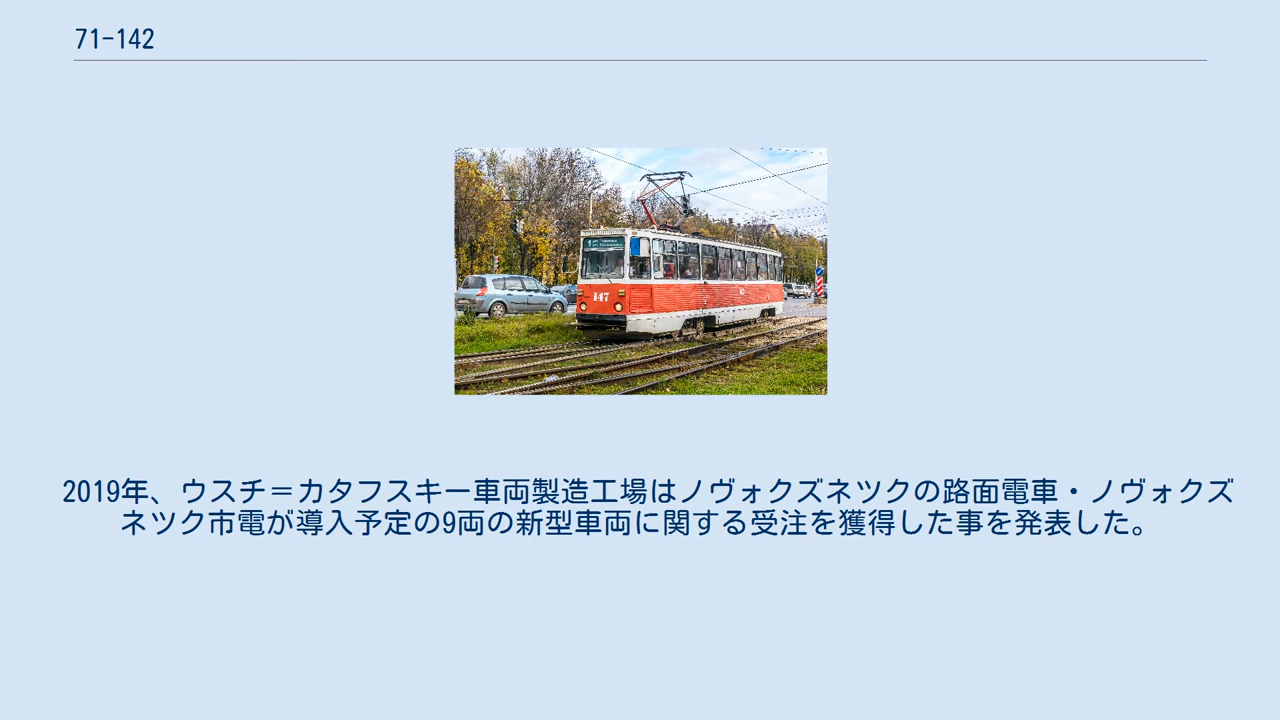 71-142
147
2019年、ウスチ＝カタフスキー車両製造工場はノヴォクズネツクの路面電車・ノヴォクズ
ネツク市電が導入予定の9両の新型車両に関する受注を獲得した事を発表した。